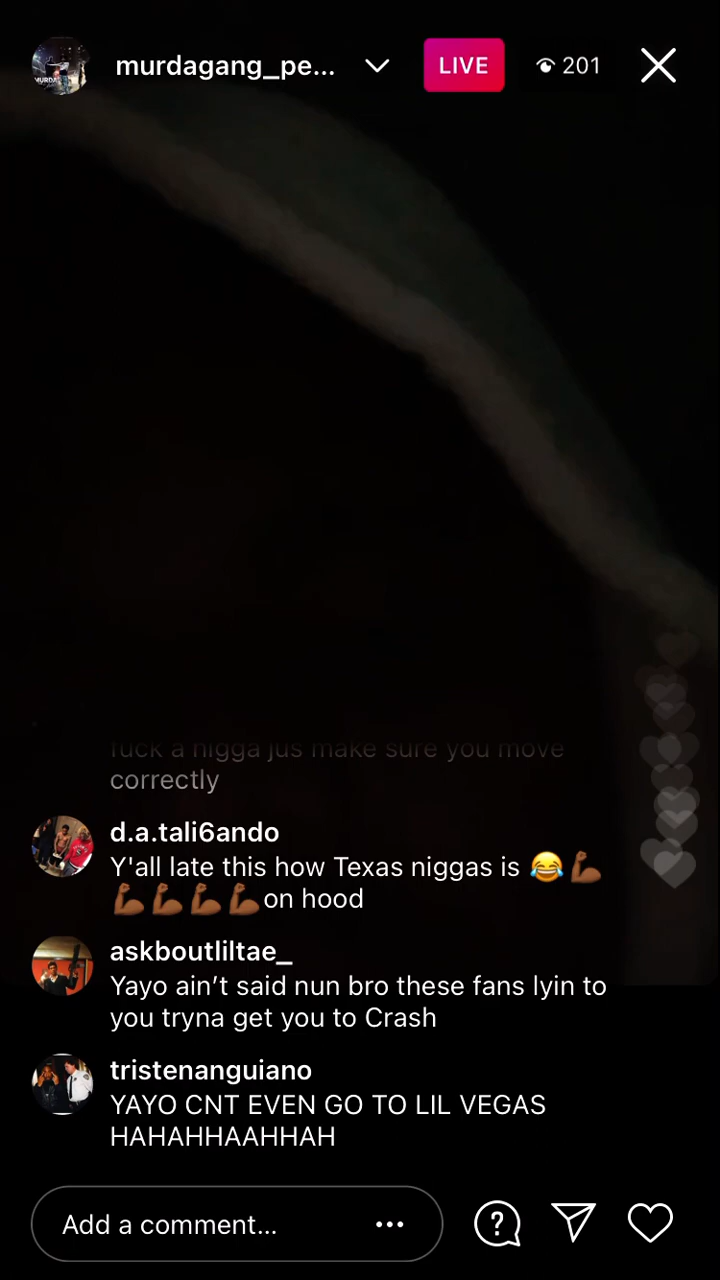 murdagang_pe...
LIVE
201
fuck a nigga jus make sure you move
correctly
d.a.tali6ando
Y'all late this how Texas niggas is 😂💪🏾
💪🏾💪🏾💪🏾💪🏾on hood
askboutliltae_
Yayo ain’t said nun bro these fans lyin to
you tryna get you to Crash
tristenanguiano
YAYO CNT EVEN GO TO LIL VEGAS
HAHAHHAAHHAH
Add a comment...